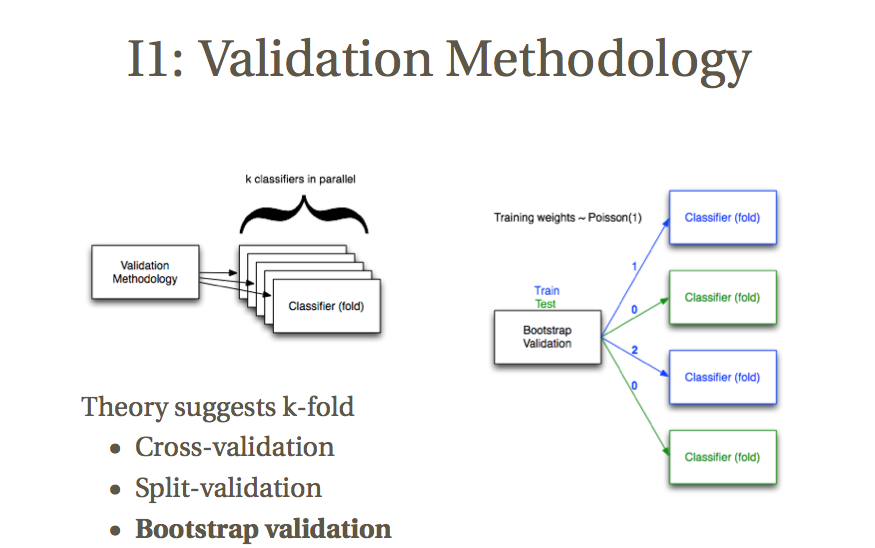 I1: Validation Methodology
k classifiers in parallel
Validation
Methodology
Classifier (fold)
Theory suggests k-fold
• Cross-validation
• Split-validation
• Bootstrap validation
Training weights ~ Poisson(1)
Train
Test
Bootstrap
Validation
1
0
2
0
Classifier (fold)
Classifier (fold)
Classifier (fold)
Classifier (fold)